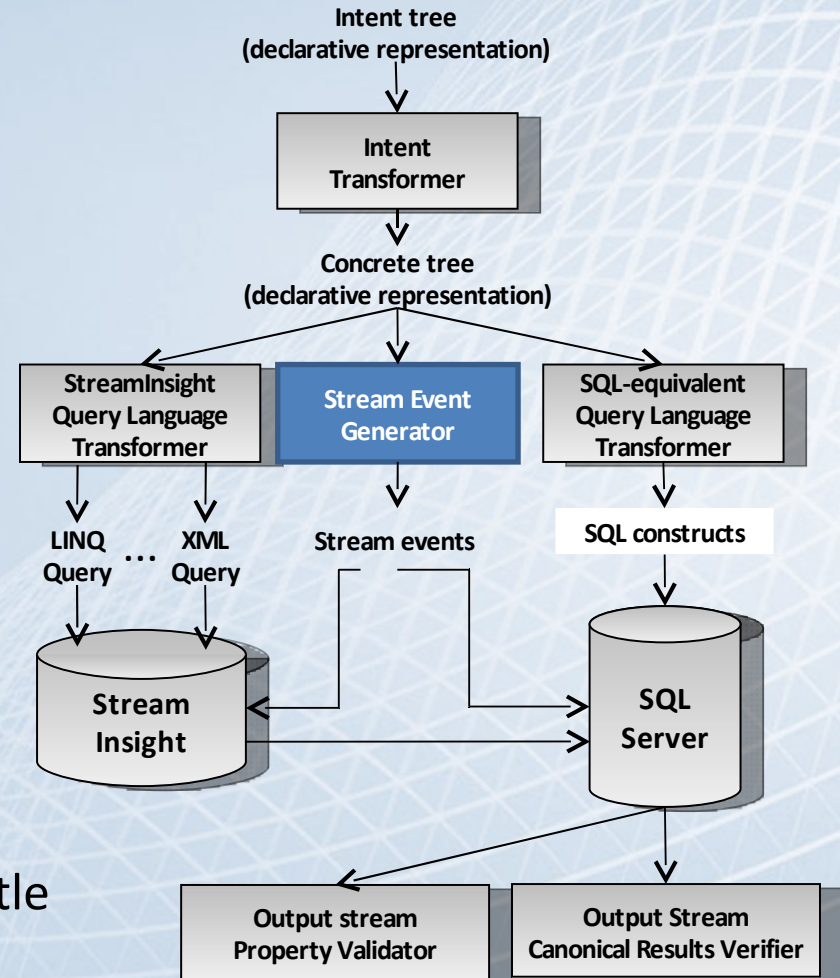 Intent tree
(declarative representation)
Intent
Transformer
Concrete tree
(declarative representation)
StreamInsight
Query Language
Transformer
Stream Event
Generator
SQL-equivalent
Query Language
Transformer
LINQ
Query
...
XML
Query
Stream events
SQL constructs
Stream
Insight
SQL
Server
tle
Output stream
Property Validator
Output Stream
Canonical Results Verifier